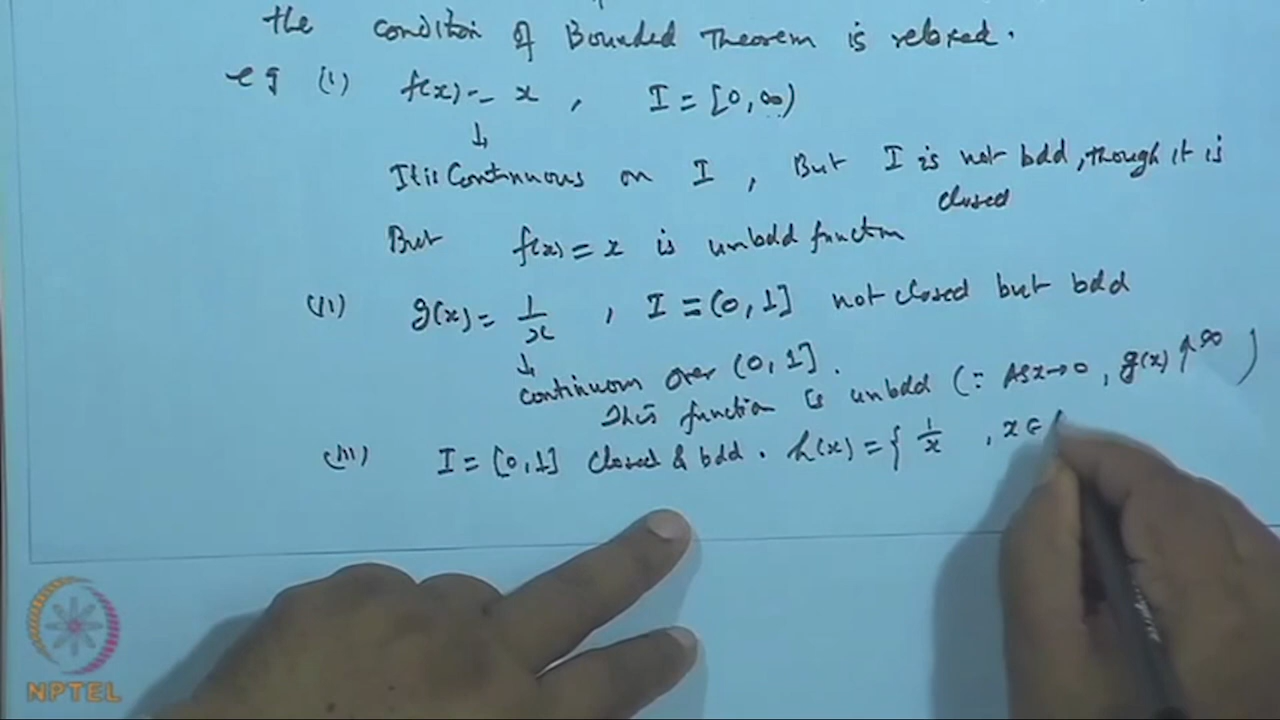 the condition of Bounded Theorem is relaxed.
eg (i) f(x) = x , I = [0, ∞)
↓
It is Continuous on I , But I is not bdd, though it is
closed
But f(x) = x is unbdd function
(ii) g(x) = 1/x , I = (0, 1] not closed but bdd
↓
continuous over (0, 1].
This function is unbdd (∵ As x→0 , g(x) ↑ ∞ )
(iii) I = [0, 1] closed & bdd . h(x) = { 1/x , x ∈ (
NPTEL